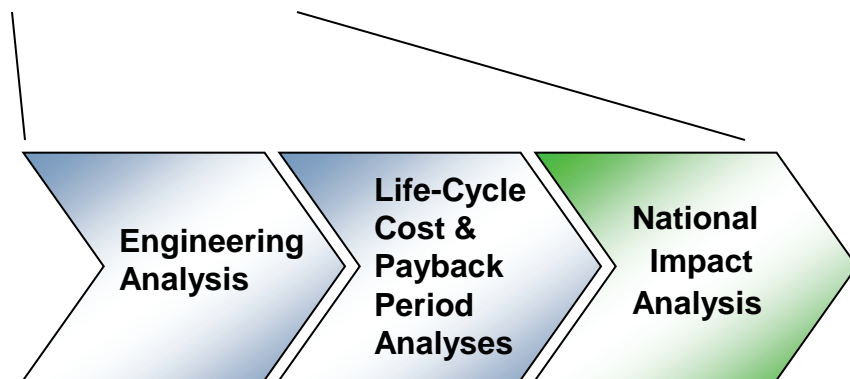 Engineering
Analysis
Life-Cycle
Cost &
Payback
Period
Analyses
National
Impact
Analysis